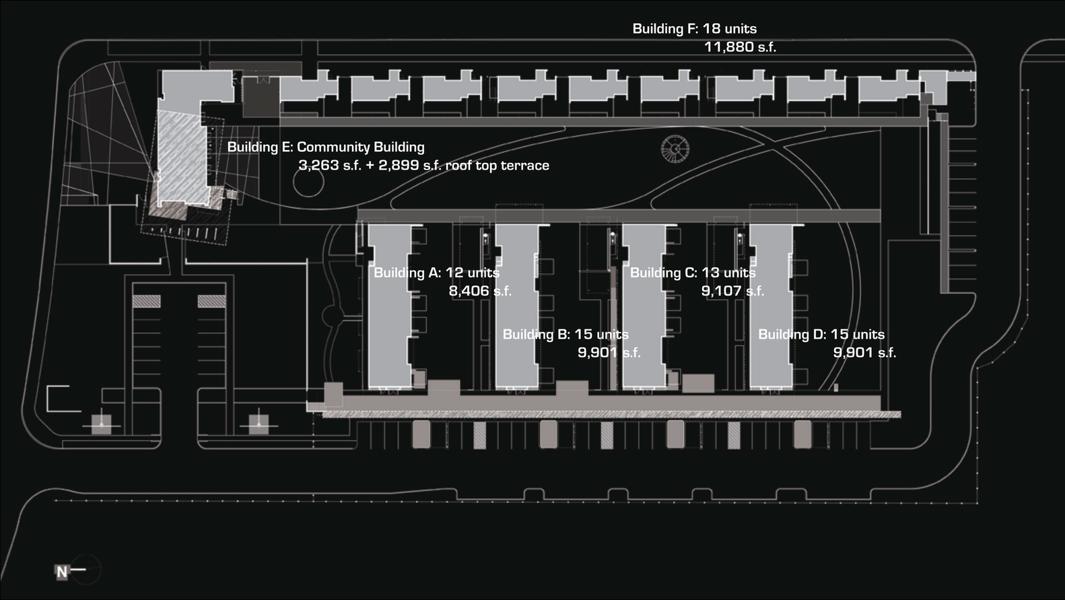 Building F: 18 units
11,880 s.f.
Building E: Community Building
3,263 s.f. + 2,899 s.f. roof top terrace
Building A: 12 units
8,406 s.f.
Building C: 13 units
9,107 s.f.
Building B: 15 units
9,901 s.f.
Building D: 15 units
9,901 s.f.
N